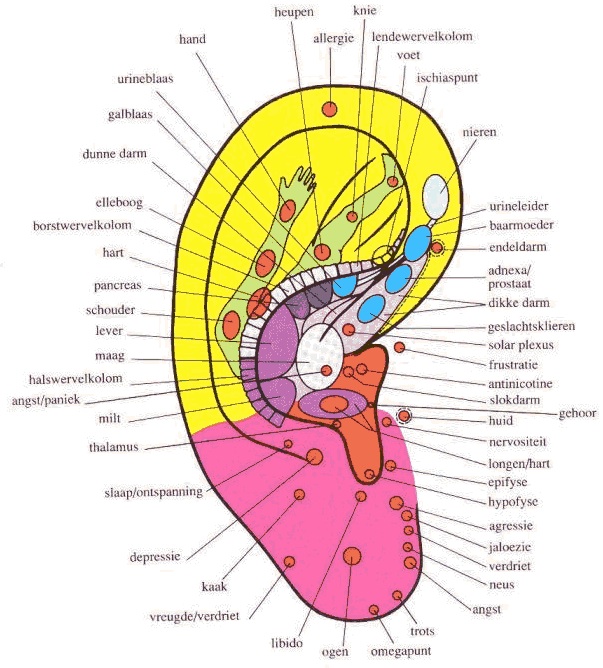 heupen
knie
hand
allergie
lendewervelkolom
voet
ischiaspunt
urineblaas
galblaas
nieren
dunne darm
elleboog
urineleider
borstwervelkolom
baarmoeder
hart
endeldarm
pancreas
adnexa/
prostaat
schouder
dikke darm
lever
geslachtsklieren
maag
solar plexus
halswervelkolom
frustratie
angst/paniek
antinicotine
slokdarm
milt
gehoor
huid
thalamus
nervositeit
longen/hart
slaap/ontspanning
epifyse
hypofyse
agressie
depressie
jaloezie
verdriet
kaak
neus
vreugde/verdriet
angst
libido
trots
ogen
omegapunt